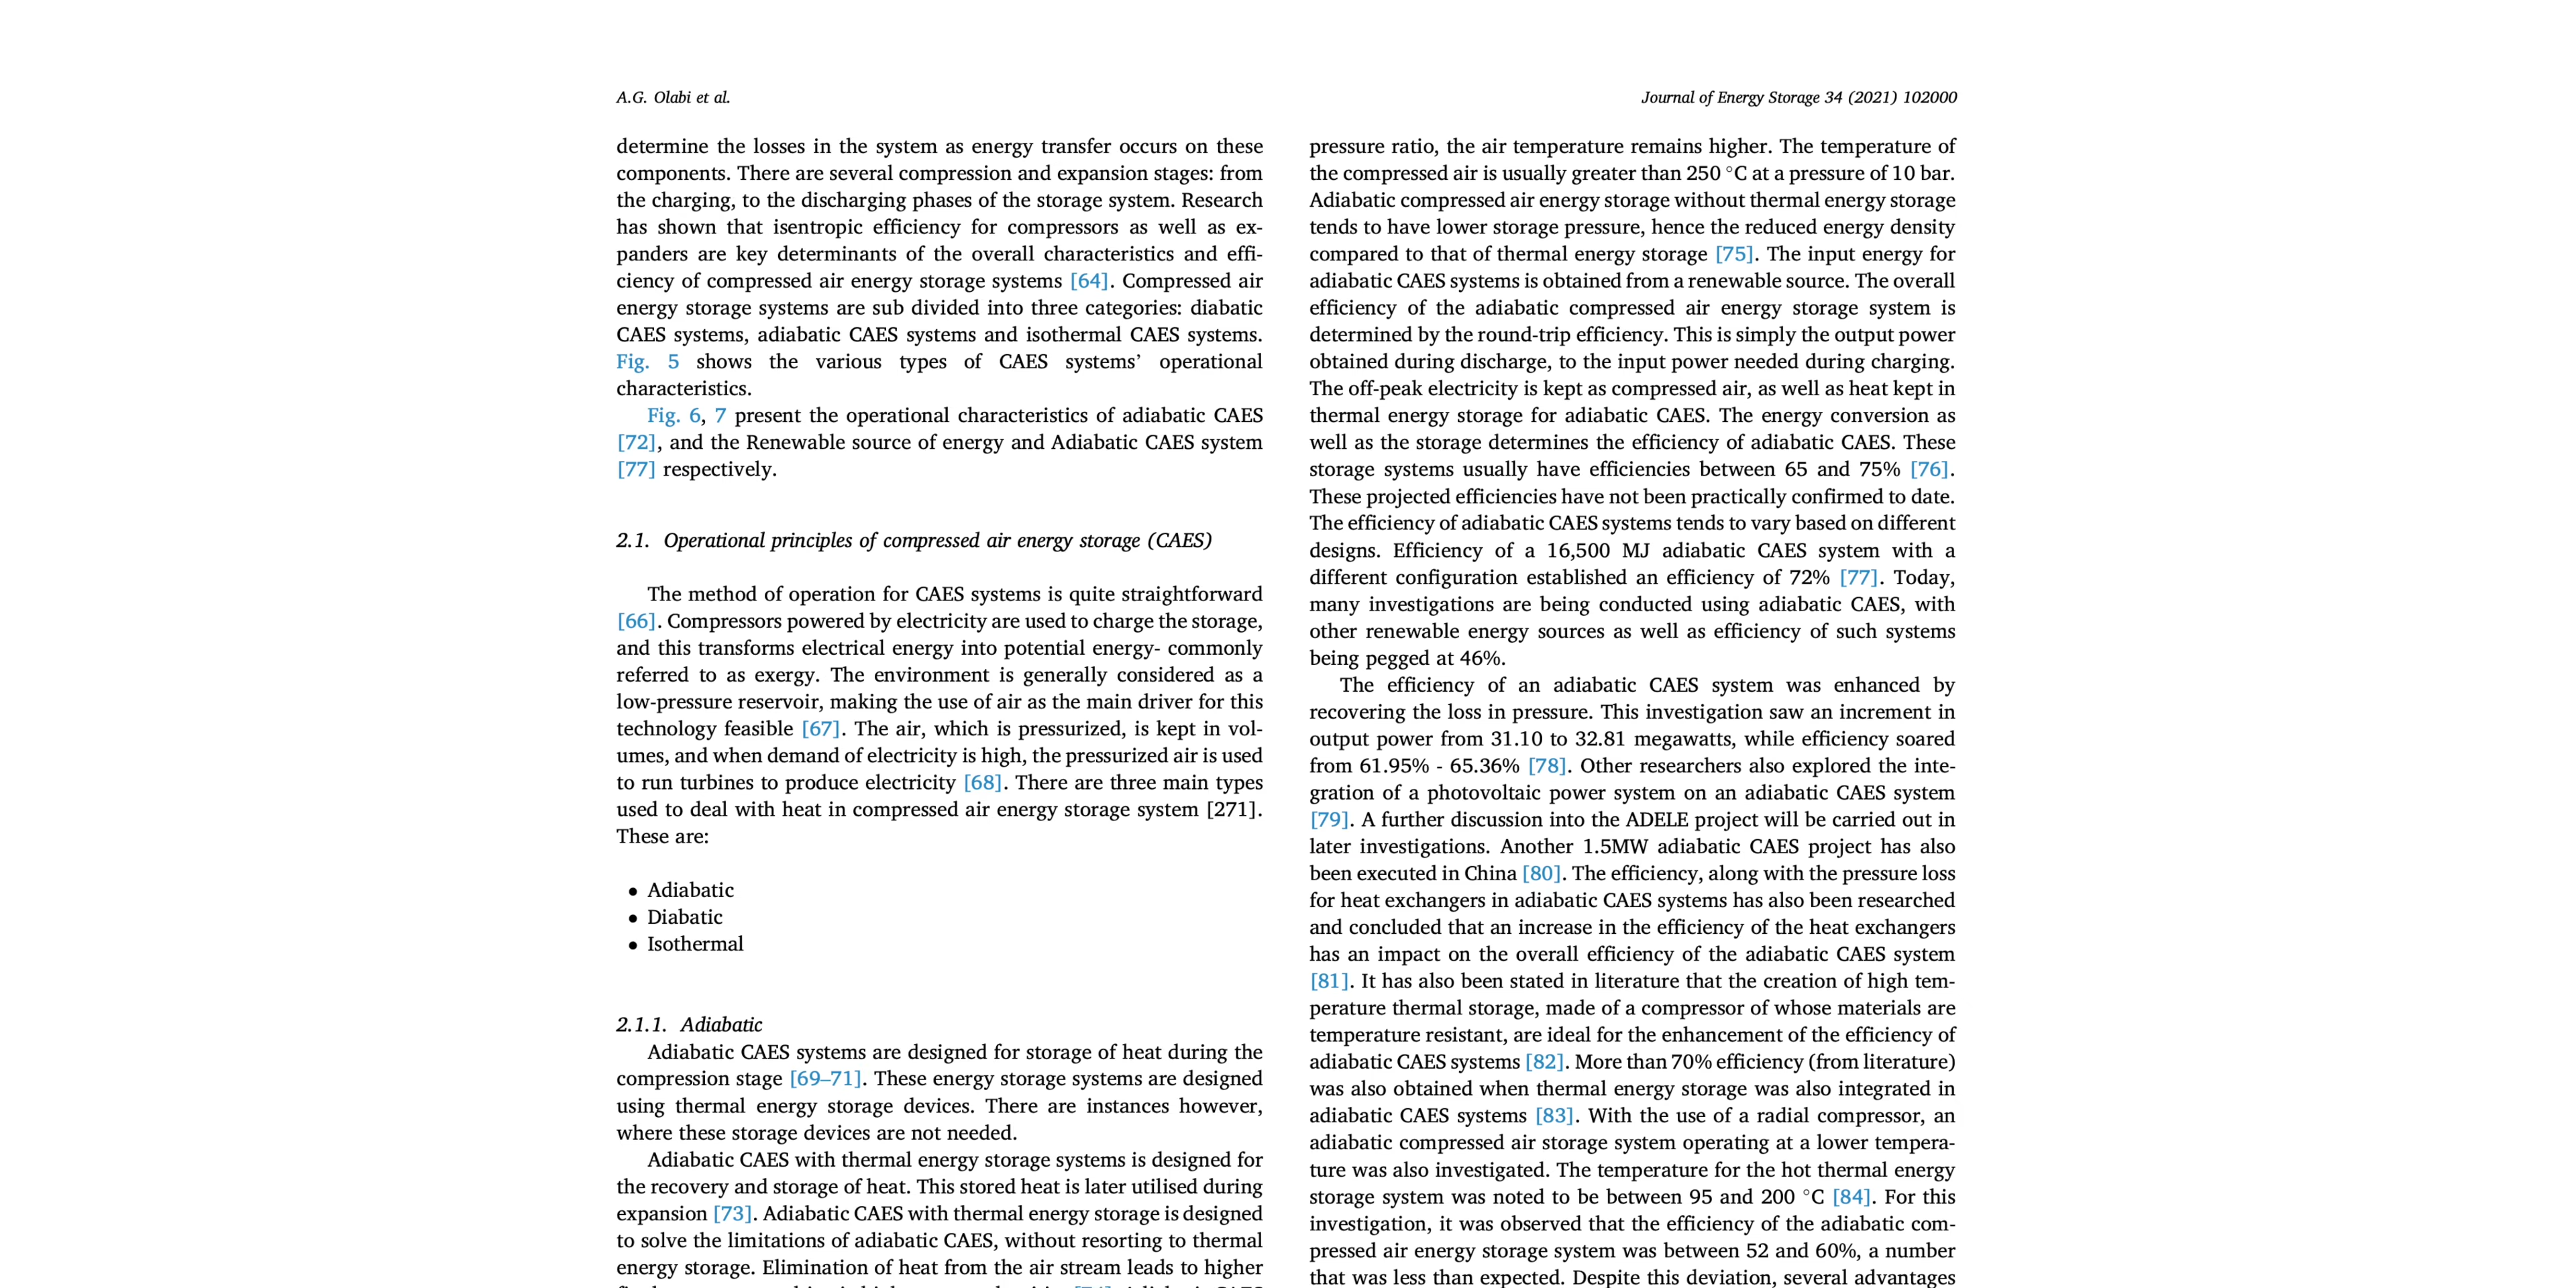 A.G. Olabi et al.
Journal of Energy Storage 34 (2021) 102000
determine the losses in the system as energy transfer occurs on these
components. There are several compression and expansion stages: from
the charging, to the discharging phases of the storage system. Research
has shown that isentropic efficiency for compressors as well as ex-
panders are key determinants of the overall characteristics and effi-
ciency of compressed air energy storage systems [64]. Compressed air
energy storage systems are sub divided into three categories: diabatic
CAES systems, adiabatic CAES systems and isothermal CAES systems.
Fig. 5 shows the various types of CAES systems’ operational
characteristics.
Fig. 6, 7 present the operational characteristics of adiabatic CAES
[72], and the Renewable source of energy and Adiabatic CAES system
[77] respectively.
2.1. Operational principles of compressed air energy storage (CAES)
The method of operation for CAES systems is quite straightforward
[66]. Compressors powered by electricity are used to charge the storage,
and this transforms electrical energy into potential energy- commonly
referred to as exergy. The environment is generally considered as a
low-pressure reservoir, making the use of air as the main driver for this
technology feasible [67]. The air, which is pressurized, is kept in vol-
umes, and when demand of electricity is high, the pressurized air is used
to run turbines to produce electricity [68]. There are three main types
used to deal with heat in compressed air energy storage system [271].
These are:
• Adiabatic
• Diabatic
• Isothermal
2.1.1. Adiabatic
Adiabatic CAES systems are designed for storage of heat during the
compression stage [69–71]. These energy storage systems are designed
using thermal energy storage devices. There are instances however,
where these storage devices are not needed.
Adiabatic CAES with thermal energy storage systems is designed for
the recovery and storage of heat. This stored heat is later utilised during
expansion [73]. Adiabatic CAES with thermal energy storage is designed
to solve the limitations of adiabatic CAES, without resorting to thermal
energy storage. Elimination of heat from the air stream leads to higher
pressure ratio, the air temperature remains higher. The temperature of
the compressed air is usually greater than 250 °C at a pressure of 10 bar.
Adiabatic compressed air energy storage without thermal energy storage
tends to have lower storage pressure, hence the reduced energy density
compared to that of thermal energy storage [75]. The input energy for
adiabatic CAES systems is obtained from a renewable source. The overall
efficiency of the adiabatic compressed air energy storage system is
determined by the round-trip efficiency. This is simply the output power
obtained during discharge, to the input power needed during charging.
The off-peak electricity is kept as compressed air, as well as heat kept in
thermal energy storage for adiabatic CAES. The energy conversion as
well as the storage determines the efficiency of adiabatic CAES. These
storage systems usually have efficiencies between 65 and 75% [76].
These projected efficiencies have not been practically confirmed to date.
The efficiency of adiabatic CAES systems tends to vary based on different
designs. Efficiency of a 16,500 MJ adiabatic CAES system with a
different configuration established an efficiency of 72% [77]. Today,
many investigations are being conducted using adiabatic CAES, with
other renewable energy sources as well as efficiency of such systems
being pegged at 46%.
The efficiency of an adiabatic CAES system was enhanced by
recovering the loss in pressure. This investigation saw an increment in
output power from 31.10 to 32.81 megawatts, while efficiency soared
from 61.95% - 65.36% [78]. Other researchers also explored the inte-
gration of a photovoltaic power system on an adiabatic CAES system
[79]. A further discussion into the ADELE project will be carried out in
later investigations. Another 1.5MW adiabatic CAES project has also
been executed in China [80]. The efficiency, along with the pressure loss
for heat exchangers in adiabatic CAES systems has also been researched
and concluded that an increase in the efficiency of the heat exchangers
has an impact on the overall efficiency of the adiabatic CAES system
[81]. It has also been stated in literature that the creation of high tem-
perature thermal storage, made of a compressor of whose materials are
temperature resistant, are ideal for the enhancement of the efficiency of
adiabatic CAES systems [82]. More than 70% efficiency (from literature)
was also obtained when thermal energy storage was also integrated in
adiabatic CAES systems [83]. With the use of a radial compressor, an
adiabatic compressed air storage system operating at a lower tempera-
ture was also investigated. The temperature for the hot thermal energy
storage system was noted to be between 95 and 200 °C [84]. For this
investigation, it was observed that the efficiency of the adiabatic com-
pressed air energy storage system was between 52 and 60%, a number
that was less than expected. Despite this deviation, several advantages